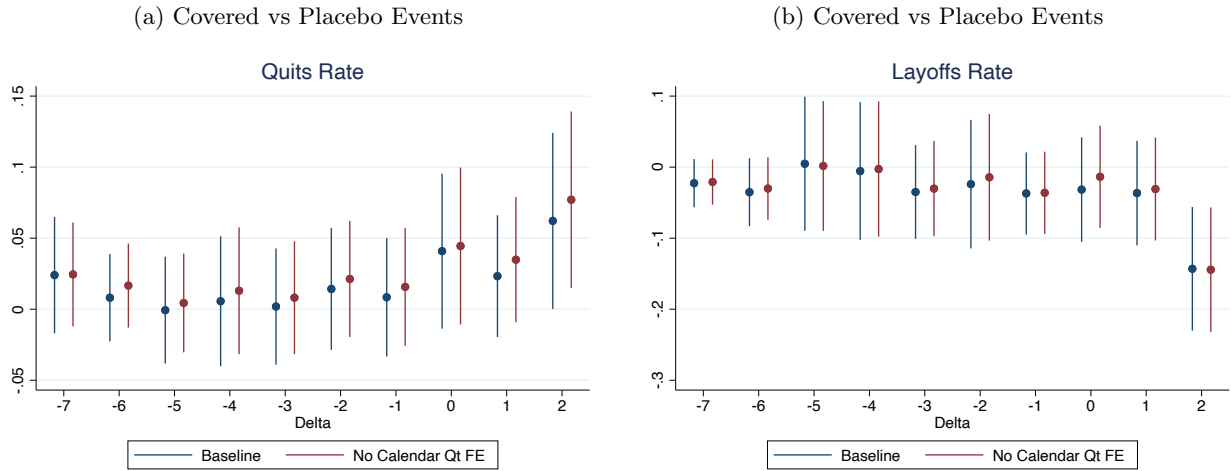 (a) Covered vs Placebo Events
Quits Rate
.15
.1
.05
0
-.05
-7 -6 -5 -4 -3 -2 -1 0 1 2
Delta
Baseline No Calendar Qt FE
(b) Covered vs Placebo Events
Layoffs Rate
.1
0
-.1
-.2
-.3
-7 -6 -5 -4 -3 -2 -1 0 1 2
Delta
Baseline No Calendar Qt FE